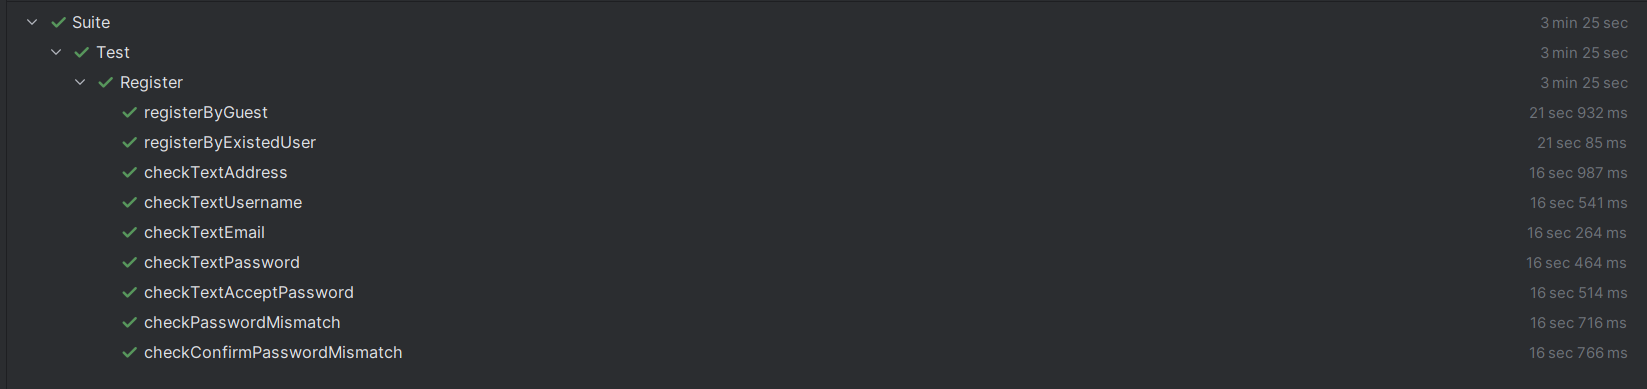 Suite 3 min 25 sec
Test 3 min 25 sec
Register 3 min 25 sec
registerByGuest 21 sec 932 ms
registerByExistedUser 21 sec 85 ms
checkTextAddress 16 sec 987 ms
checkTextUsername 16 sec 541 ms
checkTextEmail 16 sec 264 ms
checkTextPassword 16 sec 464 ms
checkTextAcceptPassword 16 sec 514 ms
checkPasswordMismatch 16 sec 716 ms
checkConfirmPasswordMismatch 16 sec 766 ms